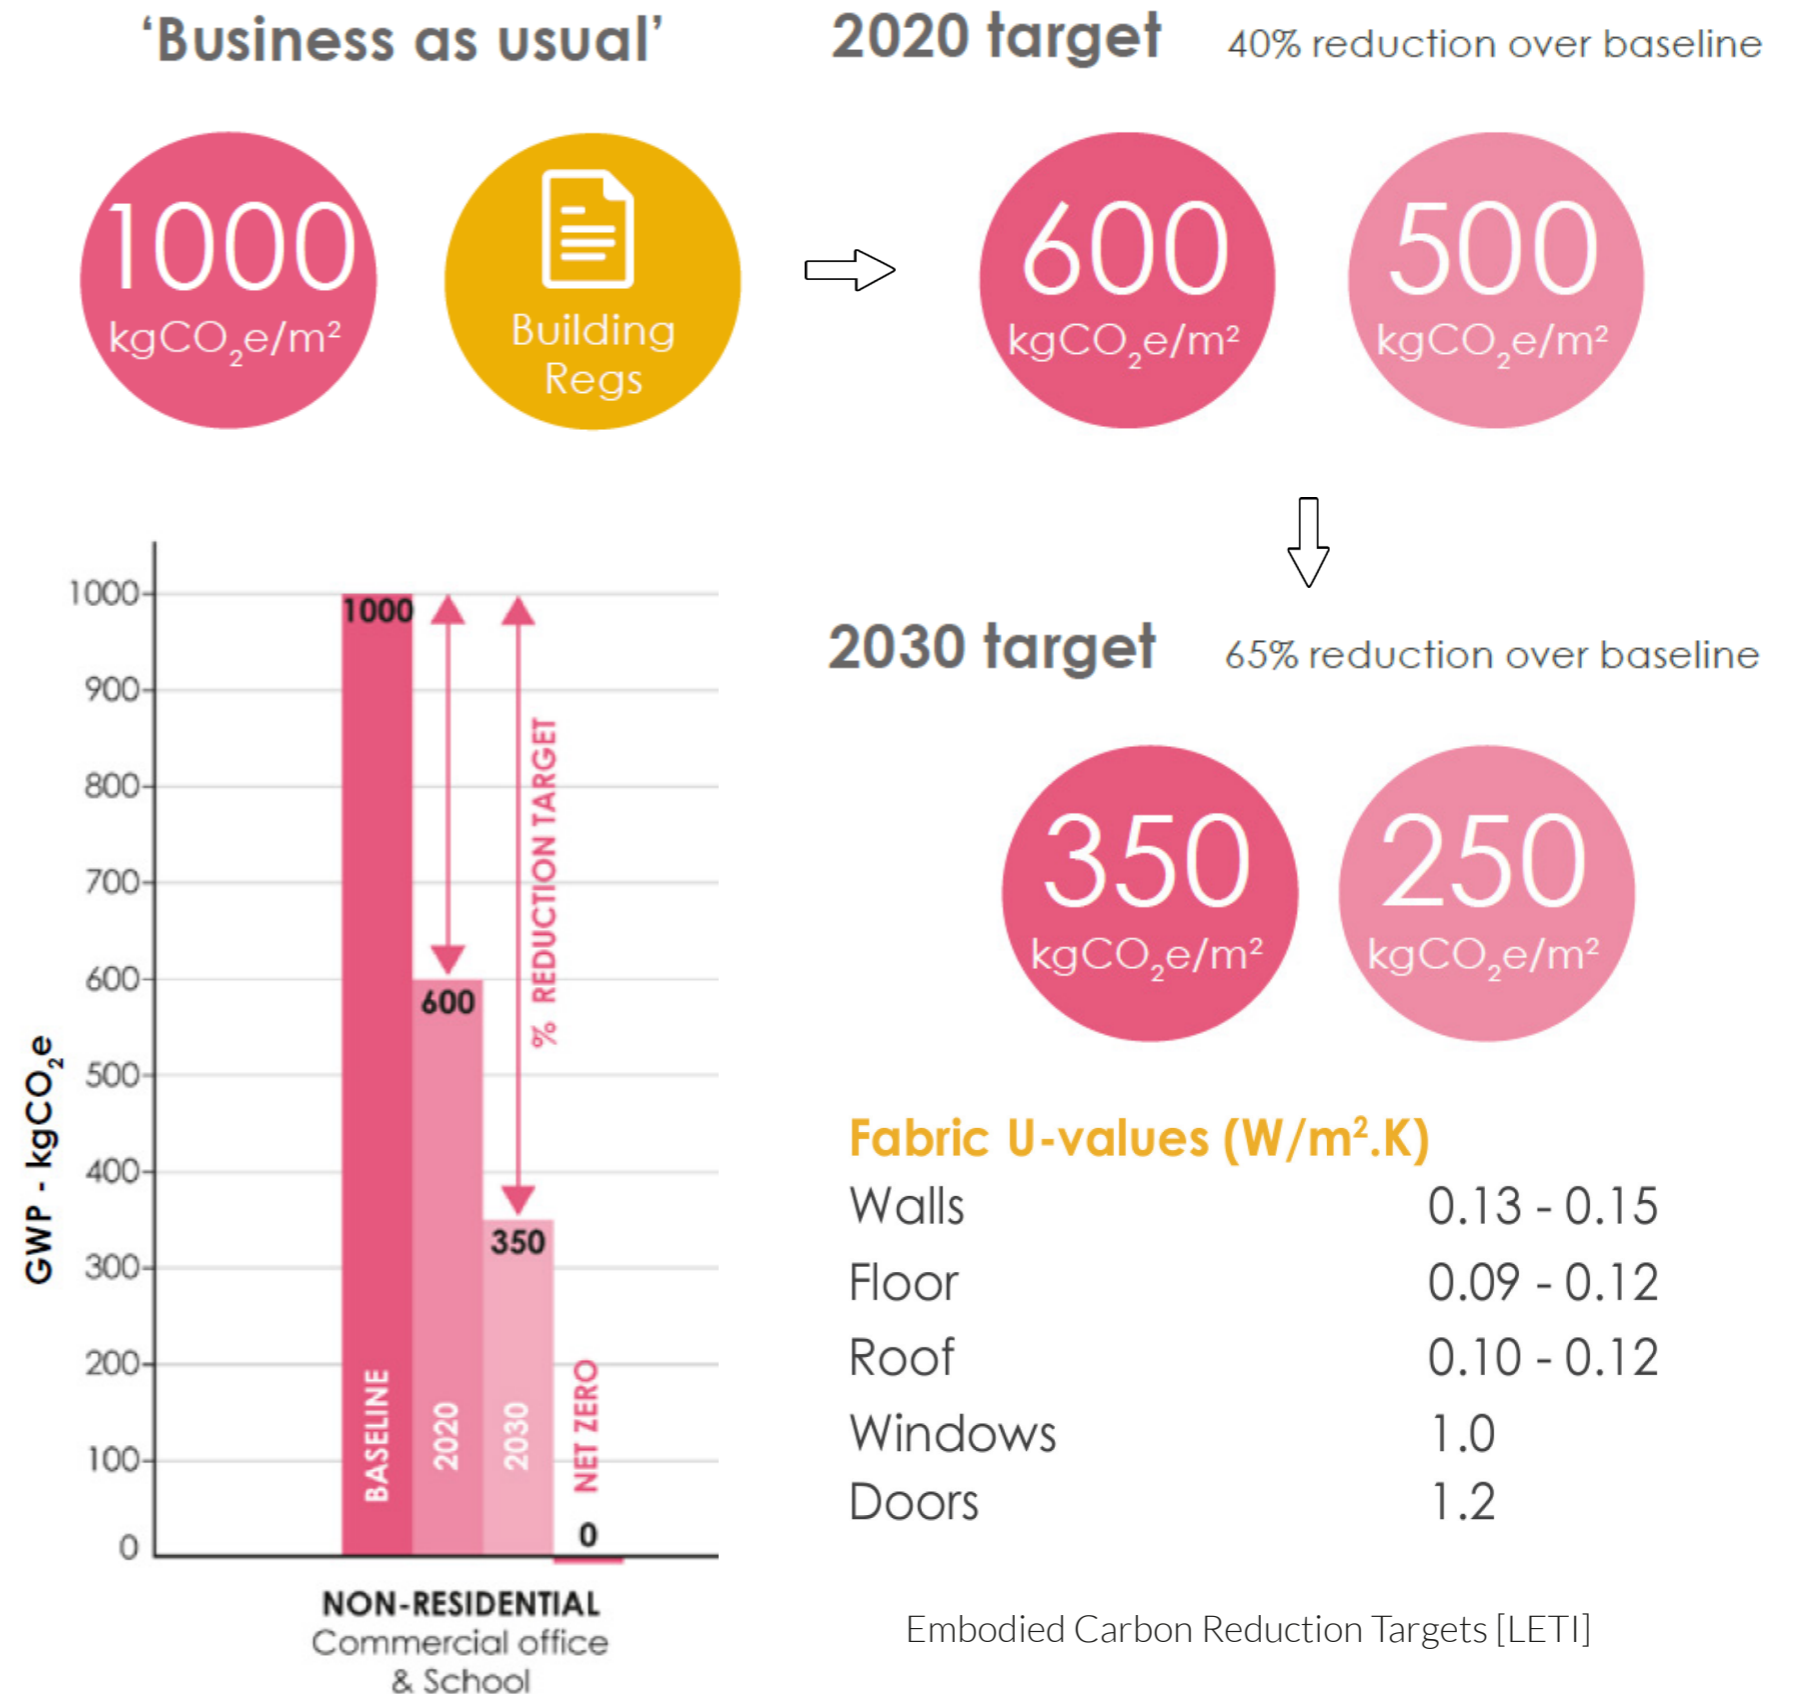 ‘Business as usual’
1000
kgCO₂e/m²
Building
Regs
2020 target 40% reduction over baseline
600
kgCO₂e/m²
500
kgCO₂e/m²
2030 target 65% reduction over baseline
350
kgCO₂e/m²
250
kgCO₂e/m²
GWP - kgCO₂e
1000
900
800
700
600
500
400
300
200
100
0
1000
600
350
0
% REDUCTION TARGET
BASELINE
2020
2030
NET ZERO
NON-RESIDENTIAL
Commercial office
& School
Fabric U-values (W/m².K)
Walls 0.13 - 0.15
Floor 0.09 - 0.12
Roof 0.10 - 0.12
Windows 1.0
Doors 1.2
Embodied Carbon Reduction Targets [LETI]